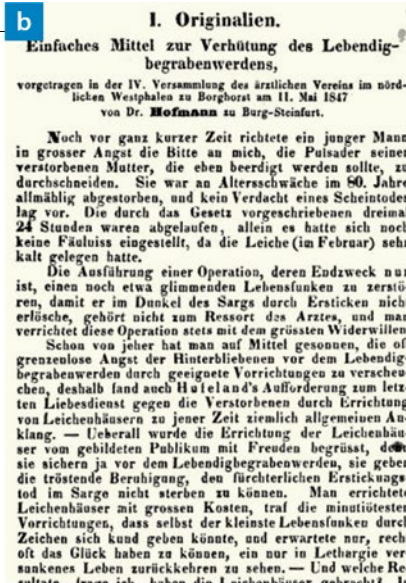 b
I. Originalien.
Einfaches Mittel zur Verhütung des Lebendig-
begrabenwerdens,
vorgetragen in der IV. Versammlung des ärztlichen Vereins im nörd-
lichen Westphalen zu Borghorst am 11. Mai 1847
von Dr. Hofmann zu Burg-Steinfurt.
Noch vor ganz kurzer Zeit richtete ein junger Mann
in grosser Angst die Bitte an mich, die Pulsader seiner
verstorbenen Mutter, die eben beerdigt werden sollte, zu
durchschneiden. Sie war an Altersschwäche im 80. Jahre
allmählig abgestorben, und kein Verdacht eines Scheintodes
lag vor. Die durch das Gesetz vorgeschriebenen dreimal
24 Stunden waren abgelaufen, allein es hatte sich noch
keine Fäulniss eingestellt, da die Leiche (im Februar) sehr
kalt gelegen hatte.
Die Ausführung einer Operation, deren Endzweck nur
ist, einen noch etwa glimmenden Lebensfunken zu zerstö-
ren, damit er im Dunkel des Sargs durch Ersticken nicht
erlösche, gehört nicht zum Ressort des Arztes, und man
verrichtet diese Operation stets mit dem grössten Widerwillen.
Schon von jeher hat man auf Mittel gesonnen, die oft
grenzenlose Angst der Hinterbliebenen vor dem Lebendig-
begrabenwerden durch geeignete Vorrichtungen zu verscheu-
chen, deshalb fand auch Hufeland's Aufforderung zum letz-
ten Liebesdienst gegen die Verstorbenen durch Errichtung
von Leichenhäusern zu jener Zeit ziemlich allgemeinen An-
klang. — Ueberall wurde die Errichtung der Leichenhäu-
ser vom gebildeten Publikum mit Freuden begrüsst, denn
sie sichern ja vor dem Lebendigbegrabenwerden, sie geben
die tröstende Beruhigung, den fürchterlichen Erstickungs-
tod im Sarge nicht sterben zu können. Man errichtete
Leichenhäuser mit grossen Kosten, traf die minutiötesten
Vorrichtungen, dass selbst der kleinste Lebensfunken durch
Zeichen sich kund geben könnte, und erwartete nur, recht
oft das Glück haben zu können, ein nur in Lethargie ver-
sunkenes Leben zurückkehren zu sehen. — Und welche Re-
sultate, frage ich, haben die Leichenhäuser gebracht?